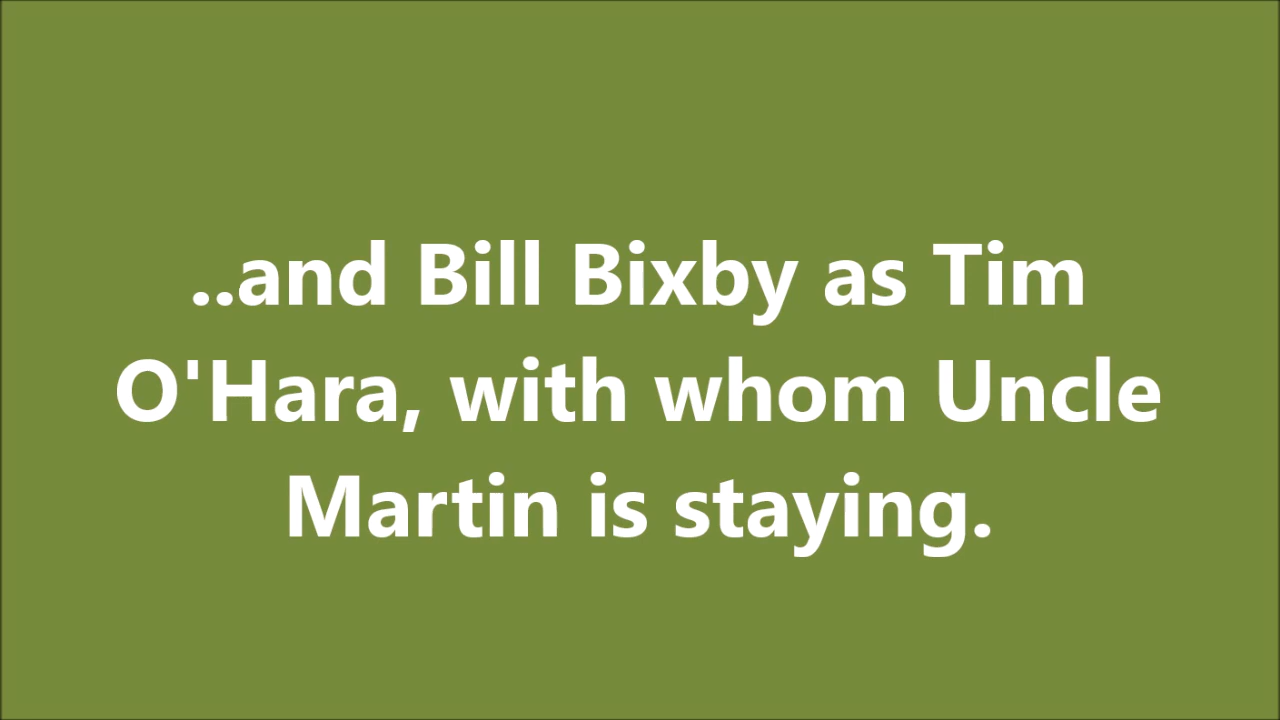 ..and Bill Bixby as Tim
O'Hara, with whom Uncle
Martin is staying.